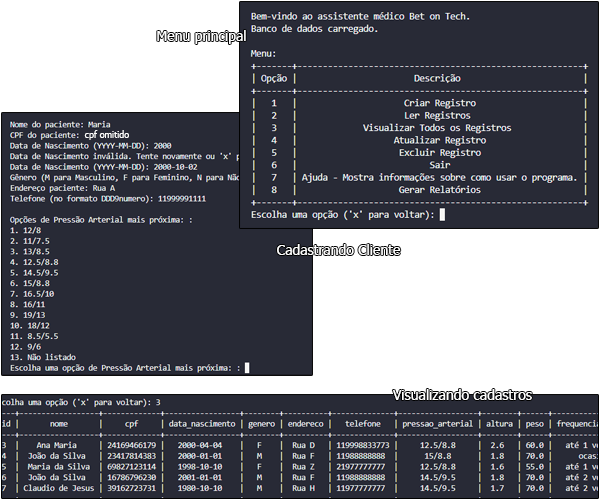 Menu principal
Bem-vindo ao assistente médico Bet on Tech.
Banco de dados carregado.
Menu:
Opção | Descrição
1 | Criar Registro
2 | Ler Registros
3 | Visualizar Todos os Registros
4 | Atualizar Registro
5 | Excluir Registro
6 | Sair
7 | Ajuda - Mostra informações sobre como usar o programa.
8 | Gerar Relatórios
Escolha uma opção ('x' para voltar):
Cadastrando Cliente
Nome do paciente: Maria
CPF do paciente: cpf omitido
Data de Nascimento (YYYY-MM-DD): 2000
Data de Nascimento inválida. Tente novamente ou 'x' p
Data de Nascimento (YYYY-MM-DD): 2000-10-02
Gênero (M para Masculino, F para Feminino, N para Não
Endereço paciente: Rua A
Telefone (no formato DDD9numero): 11999991111
Opções de Pressão Arterial mais próxima: :
1. 12/8
2. 11/7.5
3. 13/8.5
4. 12.5/8.8
5. 14.5/9.5
6. 15/8.8
7. 16.5/10
8. 16/11
9. 19/13
10. 18/12
11. 8.5/5.5
12. 9/6
13. Não listado
Escolha uma opção de Pressão Arterial mais próxima: :
Visualizando cadastros
colha uma opção ('x' para voltar): 3
id | nome | cpf | data_nascimento | genero | endereco | telefone | pressao_arterial | altura | peso | frequencia
3 | Ana Maria | 24169466179 | 2000-04-04 | F | Rua D | 119998833773 | 12.5/8.8 | 2.6 | 60.0 | até 1 v
4 | João da Silva | 23417814383 | 2000-01-01 | M | Rua F | 11988888888 | 15/8.8 | 1.8 | 70.0 | ocasi
5 | Maria da Silva | 69827123114 | 1998-10-10 | F | Rua Z | 21977777777 | 12.5/8.8 | 1.6 | 55.0 | até 1 v
6 | João da Silva | 16786796230 | 2001-01-01 | M | Rua F | 11988888888 | 14.5/9.5 | 1.8 | 70.0 | até 2 v
7 | Claudio de Jesus | 39162723731 | 1980-10-10 | M | Rua H | 11977777777 | 14.5/9.5 | 1.7 | 70.0 | até 2 v